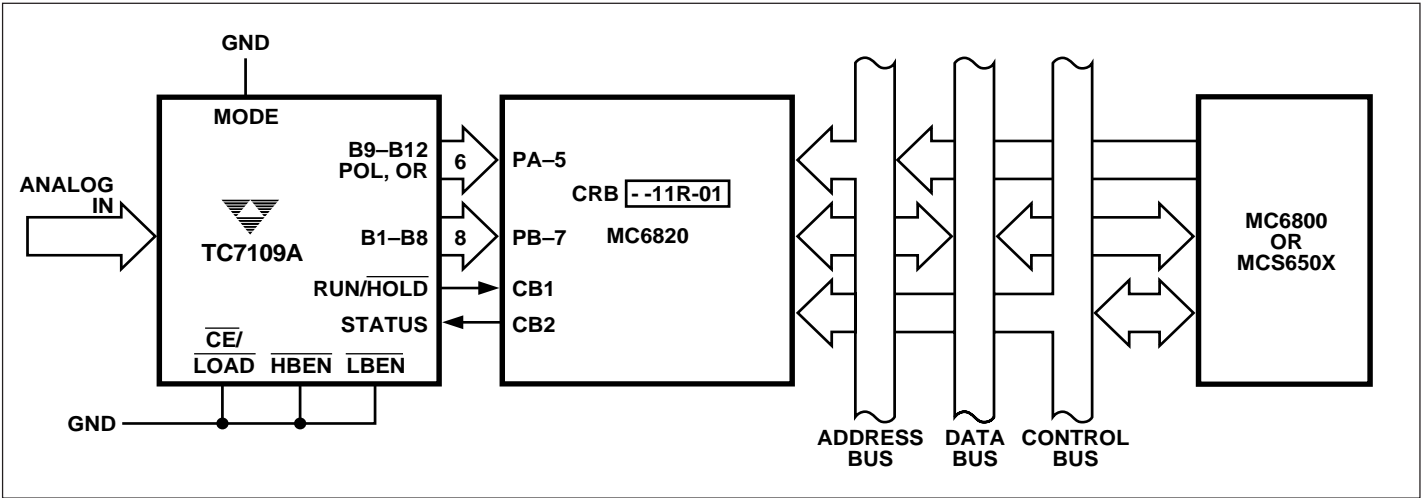 GND
MODE
B9–B12
POL, OR
6
PA–5
ANALOG
IN
CRB - -11R-01
TC7109A
B1–B8
8
PB–7
MC6820
MC6800
OR
MCS650X
RUN/HOLD
CB1
STATUS
CB2
CE/
LOAD
HBEN
LBEN
GND
ADDRESS
BUS
DATA
BUS
CONTROL
BUS